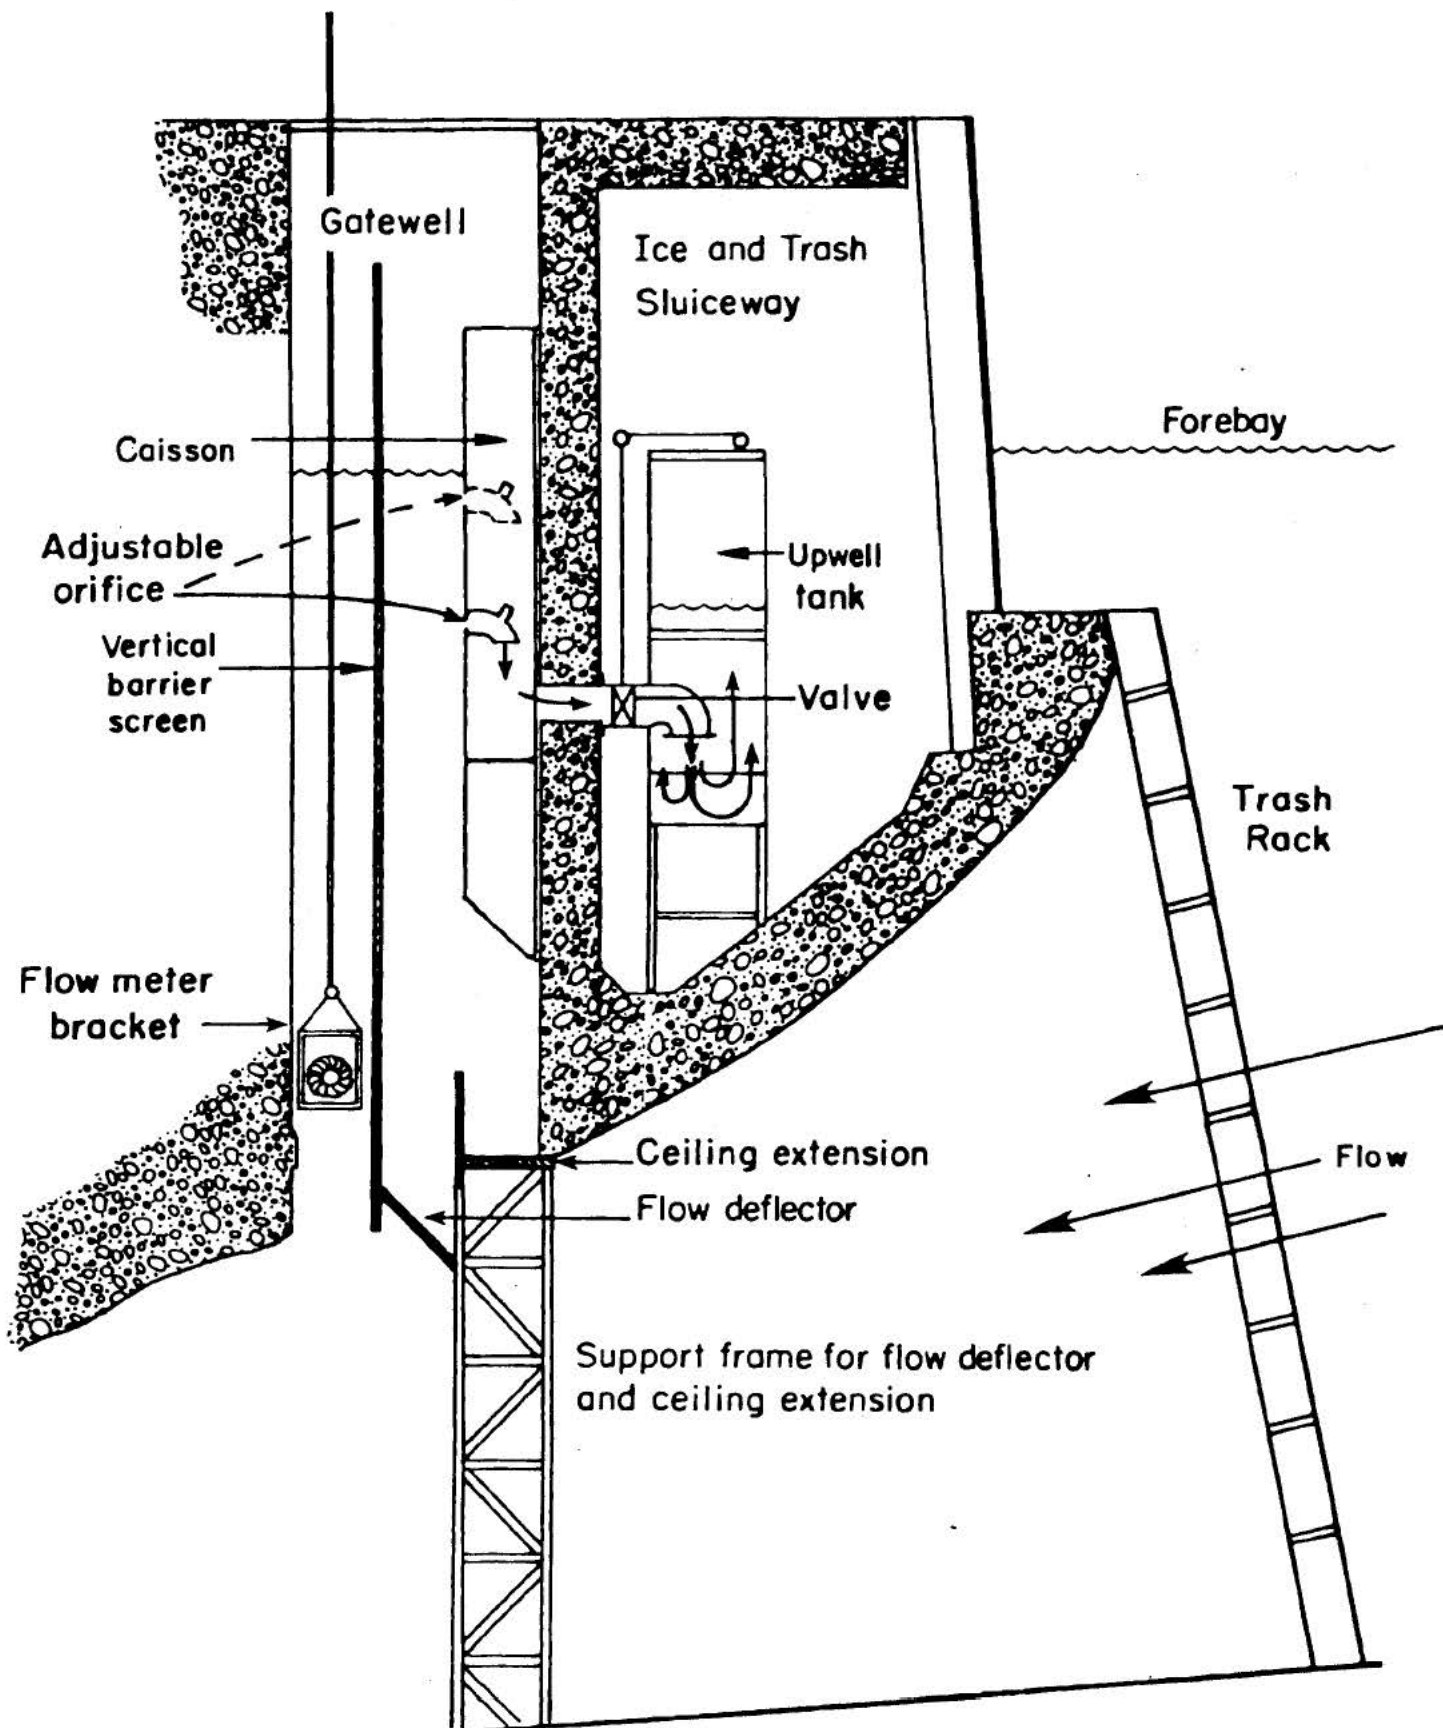 Gatewell
Ice and Trash
Sluiceway
Forebay
Caisson
Adjustable
orifice
Upwell
tank
Vertical
barrier
screen
Valve
Trash
Rack
Flow meter
bracket
Ceiling extension
Flow
Flow deflector
Support frame for flow deflector
and ceiling extension